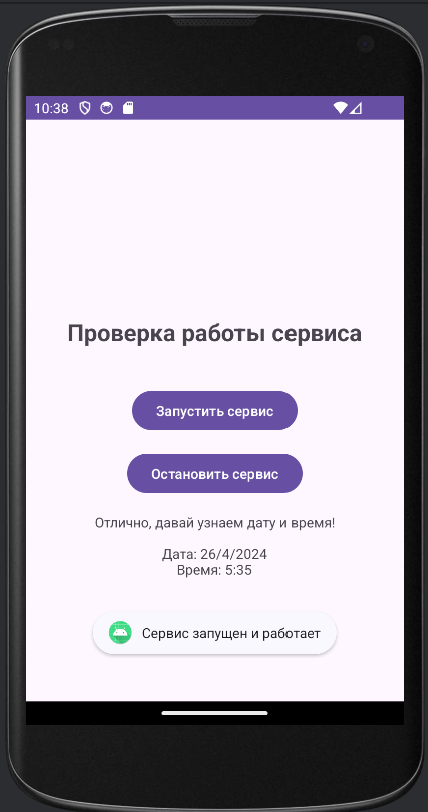 10:38
Проверка работы сервиса
Запустить сервис
Остановить сервис
Отлично, давай узнаем дату и время!
Дата: 26/4/2024
Время: 5:35
Сервис запущен и работает